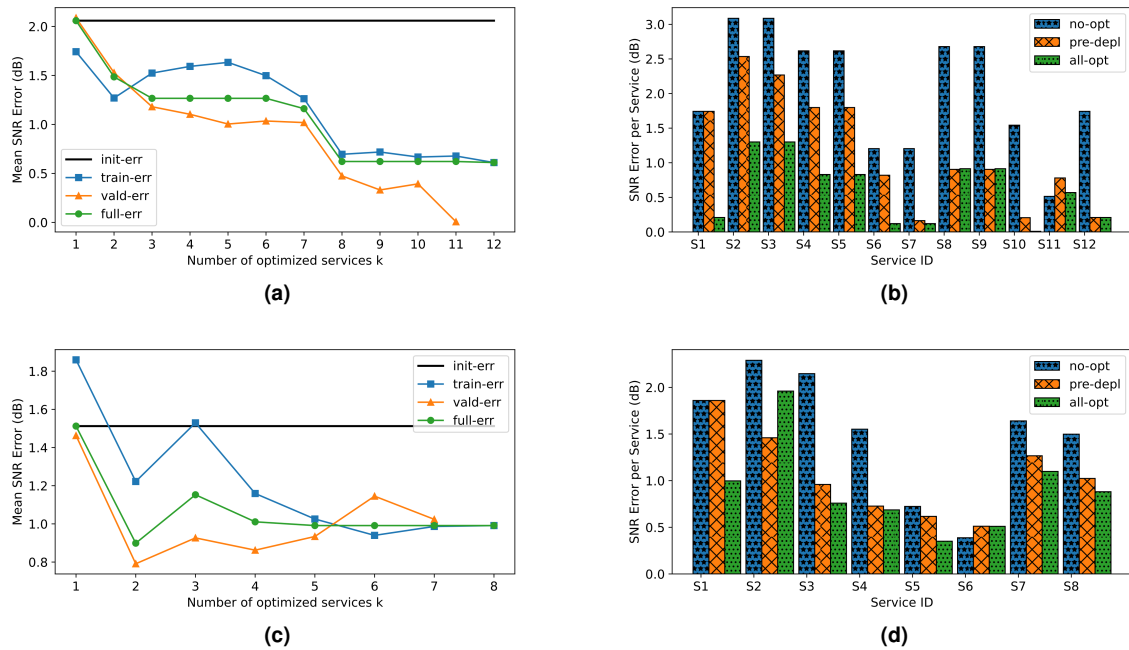 Mean SNR Error (dB)
2.0
1.5
1.0
0.5
0.0
init-err
train-err
vald-err
full-err
1 2 3 4 5 6 7 8 9 10 11 12
Number of optimized services k
(a)
SNR Error per Service (dB)
3.0
2.5
2.0
1.5
1.0
0.5
0.0
no-opt
pre-depl
all-opt
S1 S2 S3 S4 S5 S6 S7 S8 S9 S10 S11 S12
Service ID
(b)
Mean SNR Error (dB)
1.8
1.6
1.4
1.2
1.0
0.8
init-err
train-err
vald-err
full-err
1 2 3 4 5 6 7 8
Number of optimized services k
(c)
SNR Error per Service (dB)
2.0
1.5
1.0
0.5
0.0
no-opt
pre-depl
all-opt
S1 S2 S3 S4 S5 S6 S7 S8
Service ID
(d)